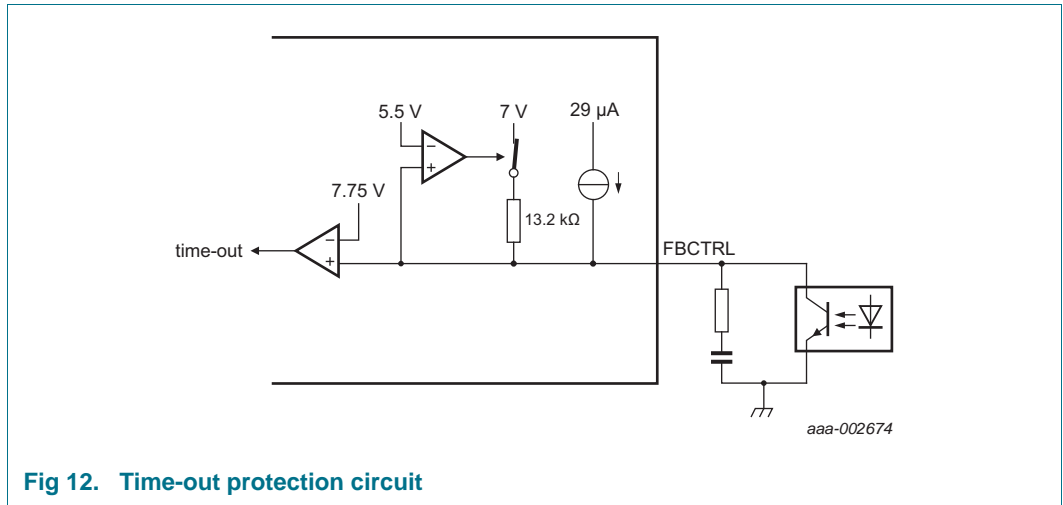 5.5 V
7 V
29 µA
−
+
7.75 V
13.2 kΩ
time-out
−
+
FBCTRL
aaa-002674
Fig 12. Time-out protection circuit